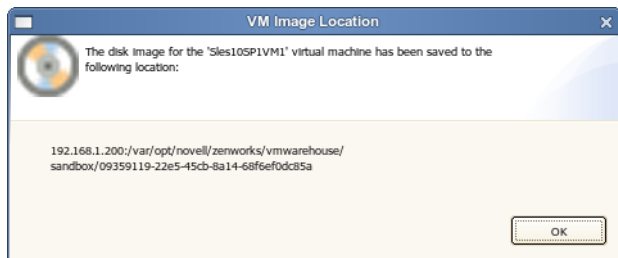 VM Image Location
The disk image for the 'Sles10SP1VM1' virtual machine has been saved to the
following location:
192.168.1.200:/var/opt/novell/zenworks/vmwarehouse/
sandbox/09359119-22e5-45cb-8a14-68f6ef0dc85a
OK